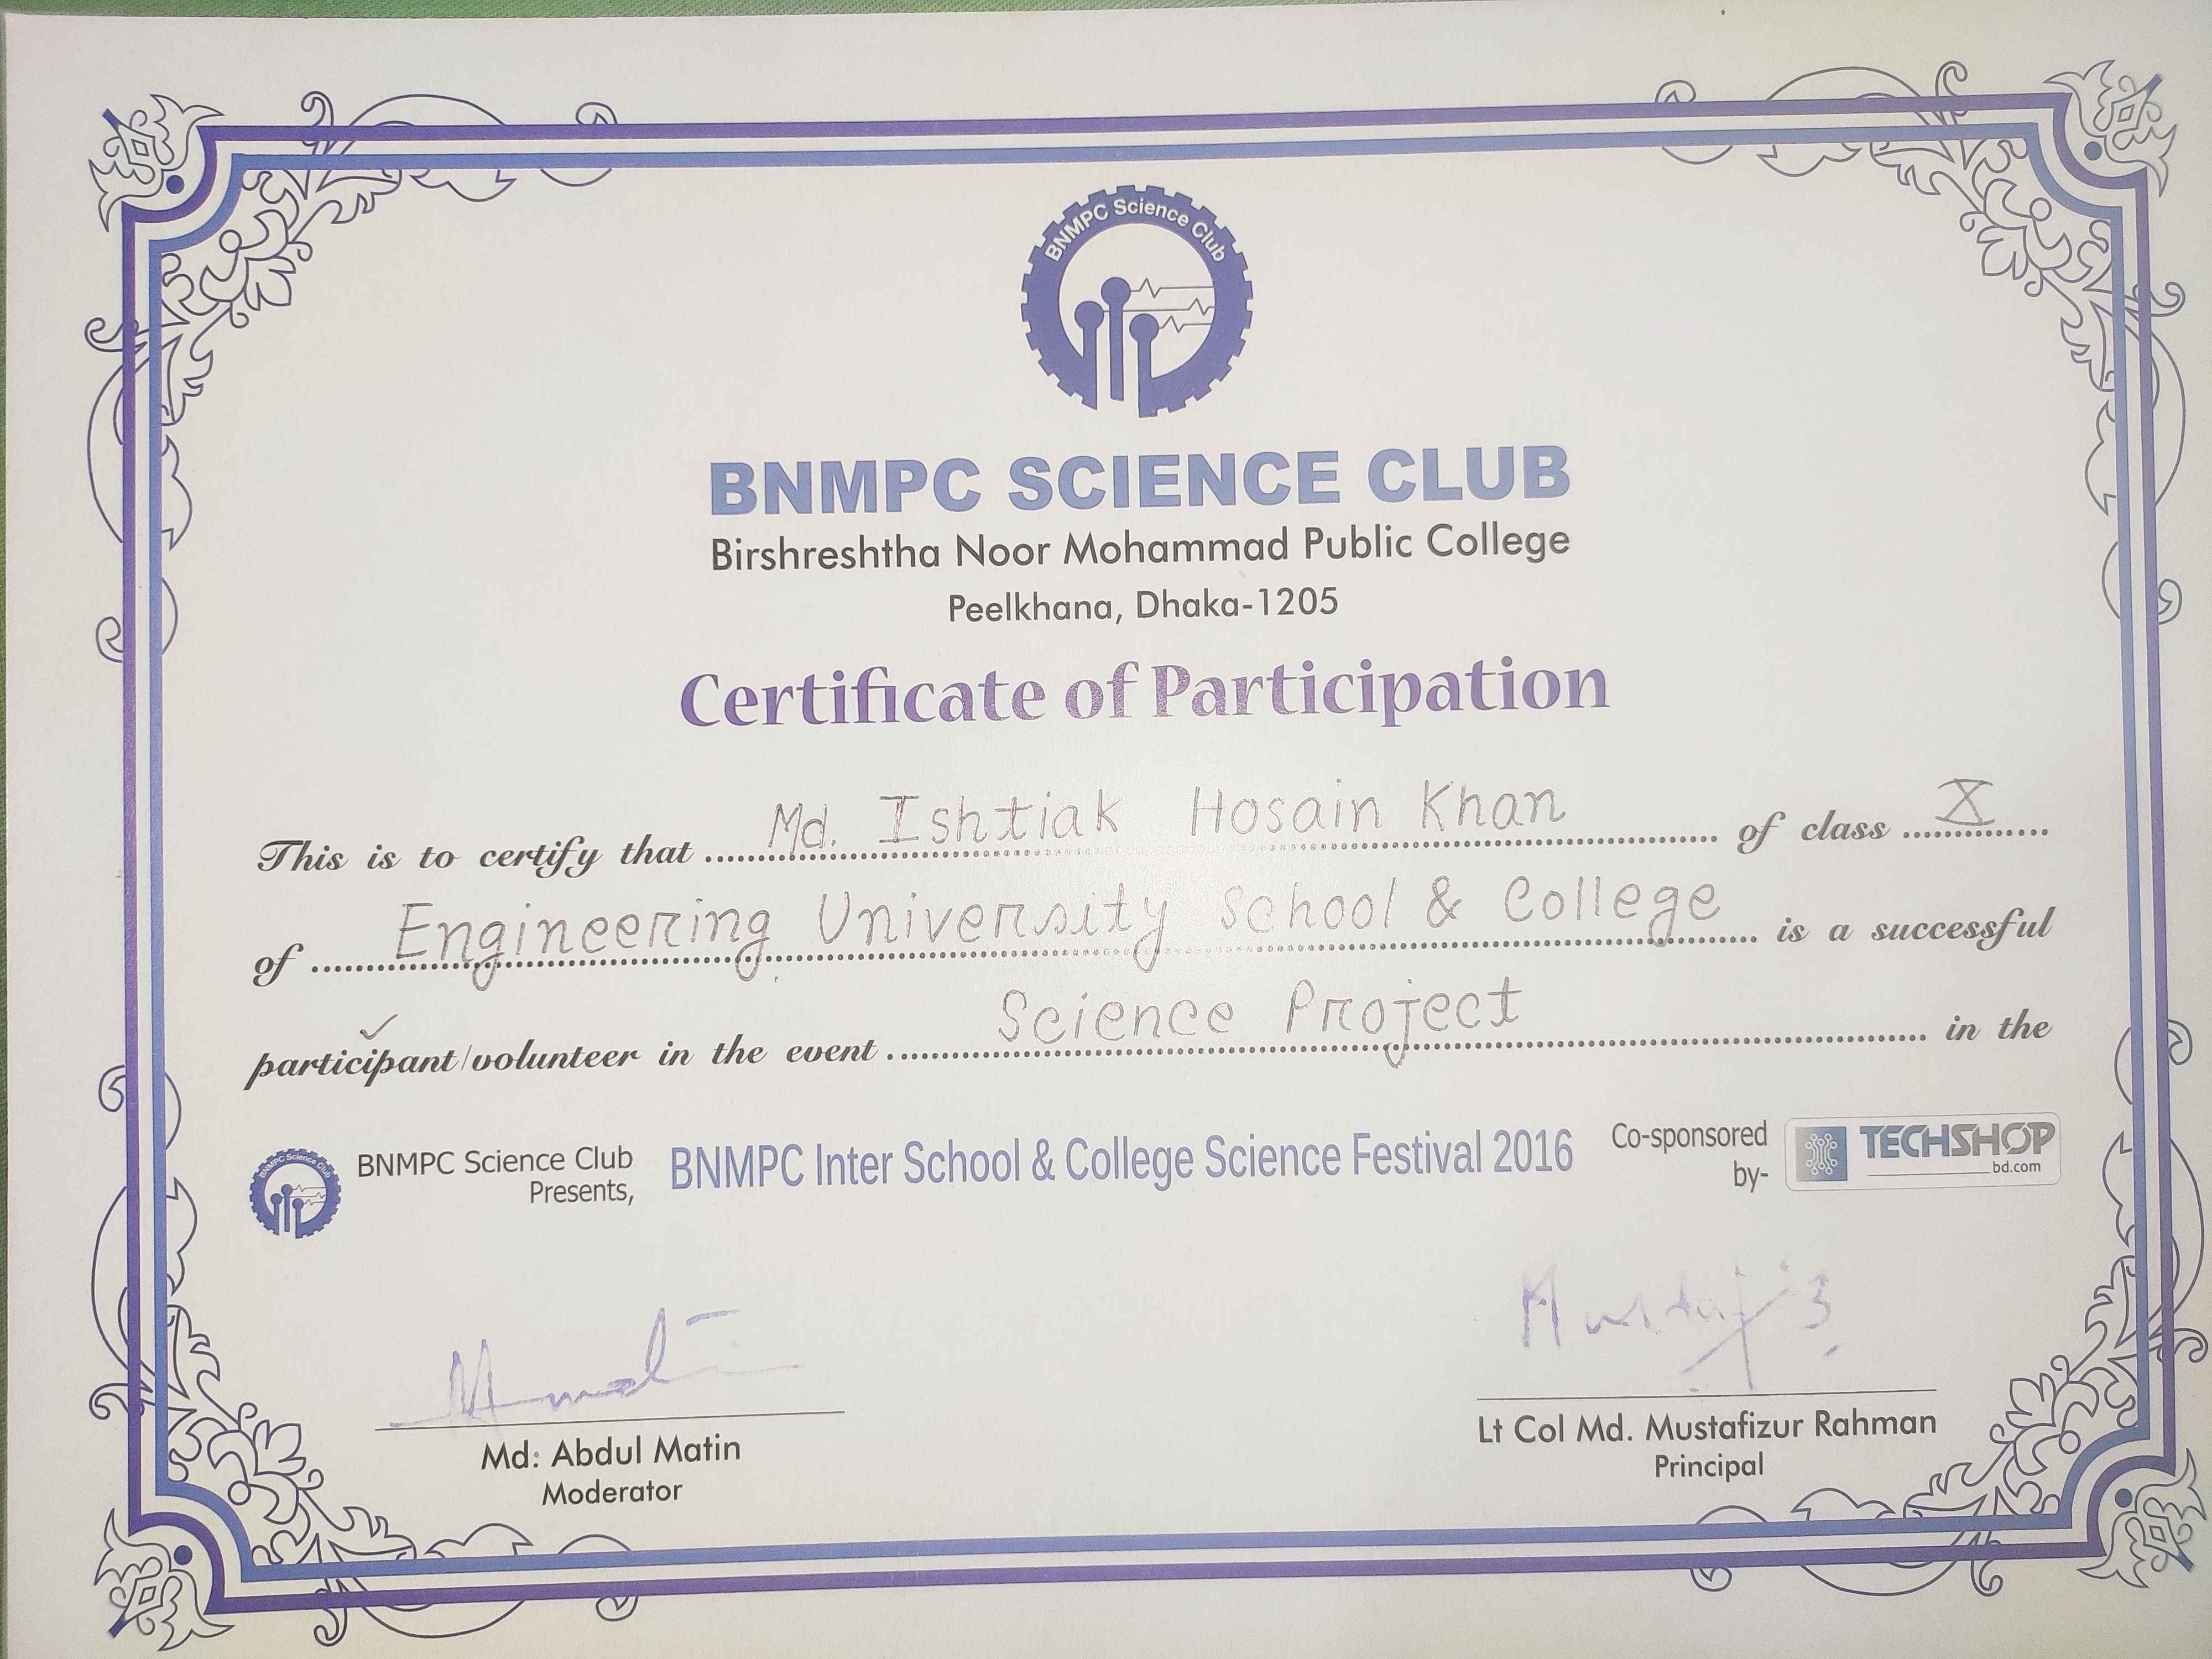 BNMPC Science Club
BNMPC SCIENCE CLUB
Birshreshtha Noor Mohammad Public College
Peelkhana, Dhaka-1205
Certificate of Participation
This is to certify that Md. Ishtiak Hosain Khan of class X
of Engineering University School & College is a successful
participant/volunteer in the event Science Project in the
BNMPC Science Club
BNMPC Science Club
Presents,
BNMPC Inter School & College Science Festival 2016
Co-sponsored
by-
TECHSHOP
bd.com
Md: Abdul Matin
Moderator
Lt Col Md. Mustafizur Rahman
Principal